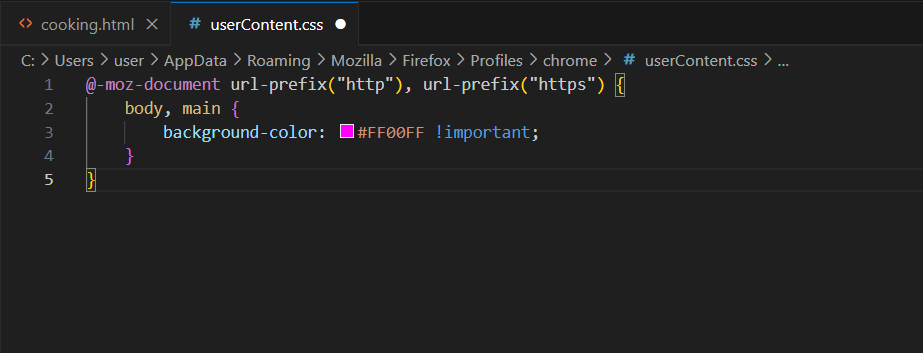 cooking.html userContent.css
C: > Users > user > AppData > Roaming > Mozilla > Firefox > Profiles > chrome > # userContent.css > ...
1 @-moz-document url-prefix("http"), url-prefix("https") {
2 body, main {
3 background-color: #FF00FF !important;
4 }
5 }